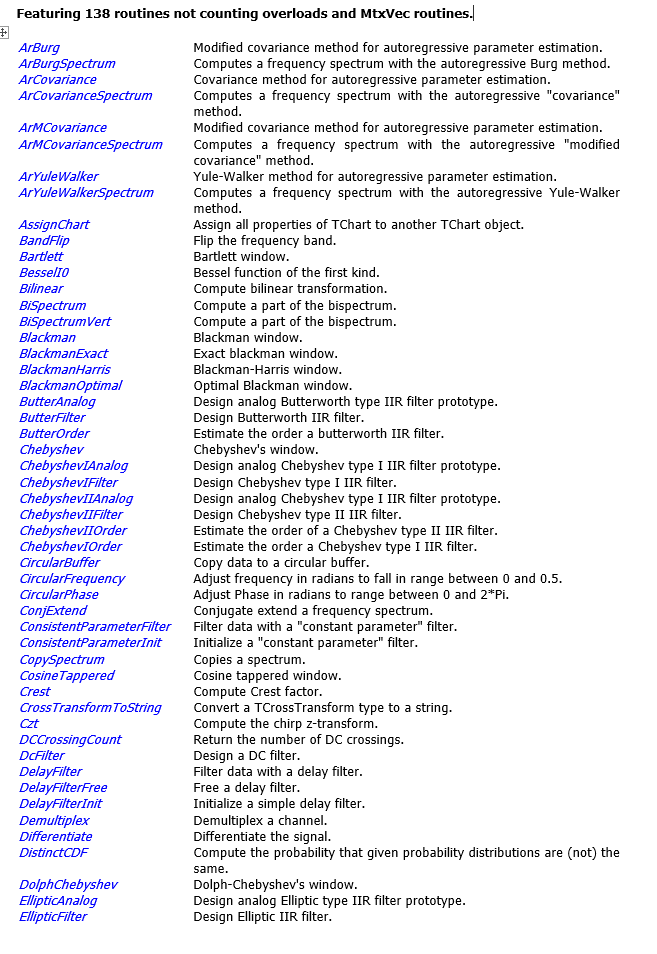 Featuring 138 routines not counting overloads and MtxVec routines.
ArBurg Modified covariance method for autoregressive parameter estimation.
ArBurgSpectrum Computes a frequency spectrum with the autoregressive Burg method.
ArCovariance Covariance method for autoregressive parameter estimation.
ArCovarianceSpectrum Computes a frequency spectrum with the autoregressive "covariance"
method.
ArMCovariance Modified covariance method for autoregressive parameter estimation.
ArMCovarianceSpectrum Computes a frequency spectrum with the autoregressive "modified
covariance" method.
ArYuleWalker Yule-Walker method for autoregressive parameter estimation.
ArYuleWalkerSpectrum Computes a frequency spectrum with the autoregressive Yule-Walker
method.
AssignChart Assign all properties of TChart to another TChart object.
BandFlip Flip the frequency band.
Bartlett Bartlett window.
BesselI0 Bessel function of the first kind.
Bilinear Compute bilinear transformation.
BiSpectrum Compute a part of the bispectrum.
BiSpectrumVert Compute a part of the bispectrum.
Blackman Blackman window.
BlackmanExact Exact blackman window.
BlackmanHarris Blackman-Harris window.
BlackmanOptimal Optimal Blackman window.
ButterAnalog Design analog Butterworth type IIR filter prototype.
ButterFilter Design Butterworth IIR filter.
ButterOrder Estimate the order a butterworth IIR filter.
Chebyshev Chebyshev's window.
ChebyshevIAnalog Design analog Chebyshev type I IIR filter prototype.
ChebyshevIFilter Design Chebyshev type I IIR filter.
ChebyshevIIAnalog Design analog Chebyshev type I IIR filter prototype.
ChebyshevIIFilter Design Chebyshev type II IIR filter.
ChebyshevIIOrder Estimate the order of a Chebyshev type II IIR filter.
ChebyshevIOrder Estimate the order a Chebyshev type I IIR filter.
CircularBuffer Copy data to a circular buffer.
CircularFrequency Adjust frequency in radians to fall in range between 0 and 0.5.
CircularPhase Adjust Phase in radians to range between 0 and 2*Pi.
ConjExtend Conjugate extend a frequency spectrum.
ConsistentParameterFilter Filter data with a "constant parameter" filter.
ConsistentParameterInit Initialize a "constant parameter" filter.
CopySpectrum Copies a spectrum.
CosineTappered Cosine tappered window.
Crest Compute Crest factor.
CrossTransformToString Convert a TCrossTransform type to a string.
Czt Compute the chirp z-transform.
DCCrossingCount Return the number of DC crossings.
DcFilter Design a DC filter.
DelayFilter Filter data with a delay filter.
DelayFilterFree Free a delay filter.
DelayFilterInit Initialize a simple delay filter.
Demultiplex Demultiplex a channel.
Differentiate Differentiate the signal.
DistinctCDF Compute the probability that given probability distributions are (not) the
same.
DolphChebyshev Dolph-Chebyshev's window.
EllipticAnalog Design analog Elliptic type IIR filter prototype.
EllipticFilter Design Elliptic IIR filter.